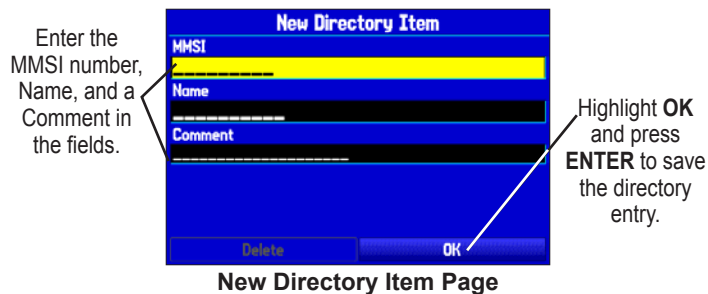 Enter the
MMSI number,
Name, and a
Comment in
the fields.
New Directory Item
MMSI
Name
Comment
Delete
OK
Highlight OK
and press
ENTER to save
the directory
entry.
New Directory Item Page